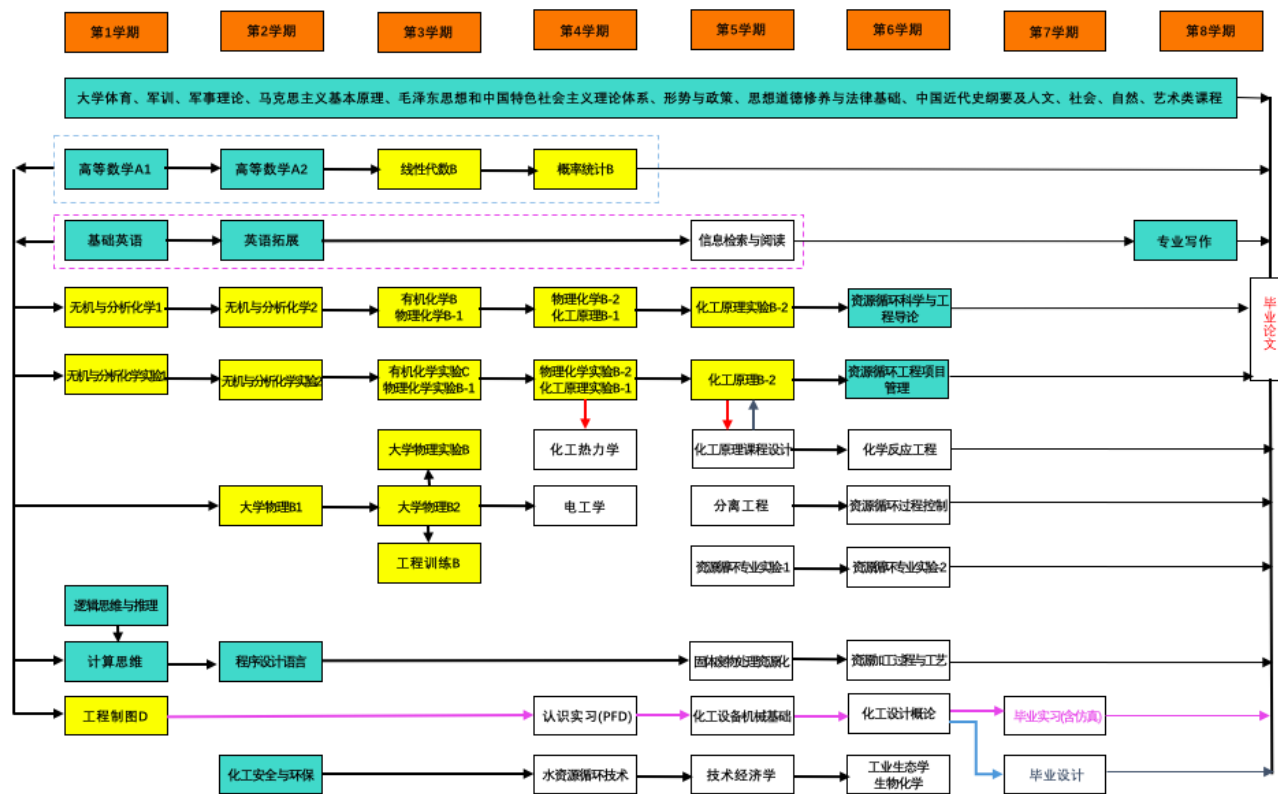 第1学期
第2学期
第3学期
第4学期
第5学期
第6学期
第7学期
第8学期
大学体育、军训、军事理论、马克思主义基本原理、毛泽东思想和中国特色社会主义理论体系、形势与政策、思想道德修养与法律基础、中国近代史纲要及人文、社会、自然、艺术类课程
高等数学A1
高等数学A2
线性代数B
概率统计B
基础英语
英语拓展
信息检索与阅读
专业写作
无机与分析化学1
无机与分析化学2
有机化学B
物理化学B-1
物理化学B-2
化工原理B-1
化工原理实验B-2
资源循环科学与工
程导论
毕业论文
无机与分析化学实验1
无机与分析化学实验2
有机化学实验C
物理化学实验B-1
物理化学实验B-2
化工原理实验B-1
化工原理B-2
资源循环工程项目
管理
大学物理实验B
化工热力学
化工原理课程设计
化学反应工程
大学物理B1
大学物理B2
电工学
分离工程
资源循环过程控制
工程训练B
资源循环专业实验-1
资源循环专业实验-2
逻辑思维与推理
计算思维
程序设计语言
固体废物处理资源化
资源加工过程与工艺
工程制图D
认识实习(PFD)
化工设备机械基础
化工设计概论
毕业实习(含仿真)
化工安全与环保
水资源循环技术
技术经济学
工业生态学
生物化学
毕业设计